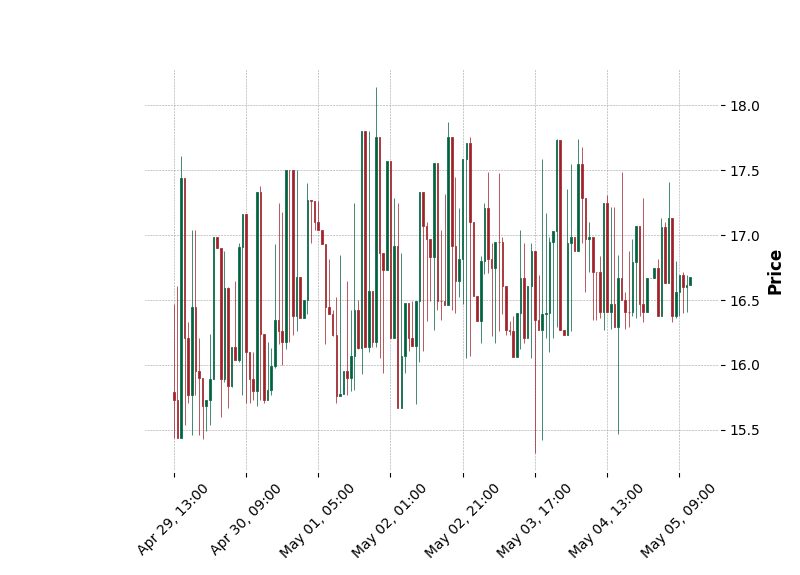 18.0
17.5
17.0
16.5
16.0
15.5
Price
Apr 29, 13:00
Apr 30, 09:00
May 01, 05:00
May 02, 01:00
May 02, 21:00
May 03, 17:00
May 04, 13:00
May 05, 09:00